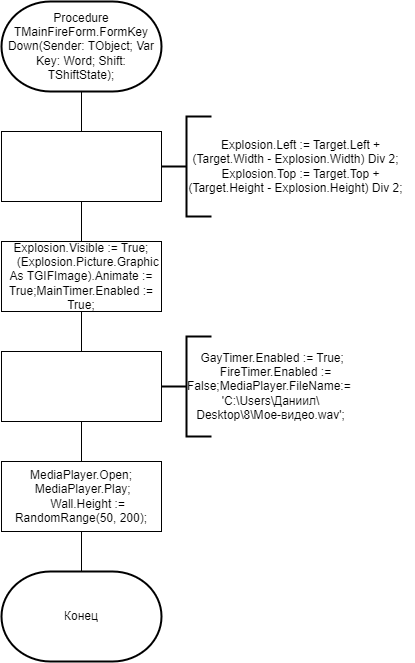 Procedure
TMainFireForm.FormKey
Down(Sender: TObject; Var
Key: Word; Shift:
TShiftState);
Explosion.Left := Target.Left +
(Target.Width - Explosion.Width) Div 2;
Explosion.Top := Target.Top +
(Target.Height - Explosion.Height) Div 2;
Explosion.Visible := True;
(Explosion.Picture.Graphic
As TGIFImage).Animate :=
True;MainTimer.Enabled :=
True;
GayTimer.Enabled := True;
FireTimer.Enabled :=
False;MediaPlayer.FileName:=
'C:\Users\Даниил\
Desktop\8\Мое-видео.wav';
MediaPlayer.Open;
MediaPlayer.Play;
Wall.Height :=
RandomRange(50, 200);
Конец